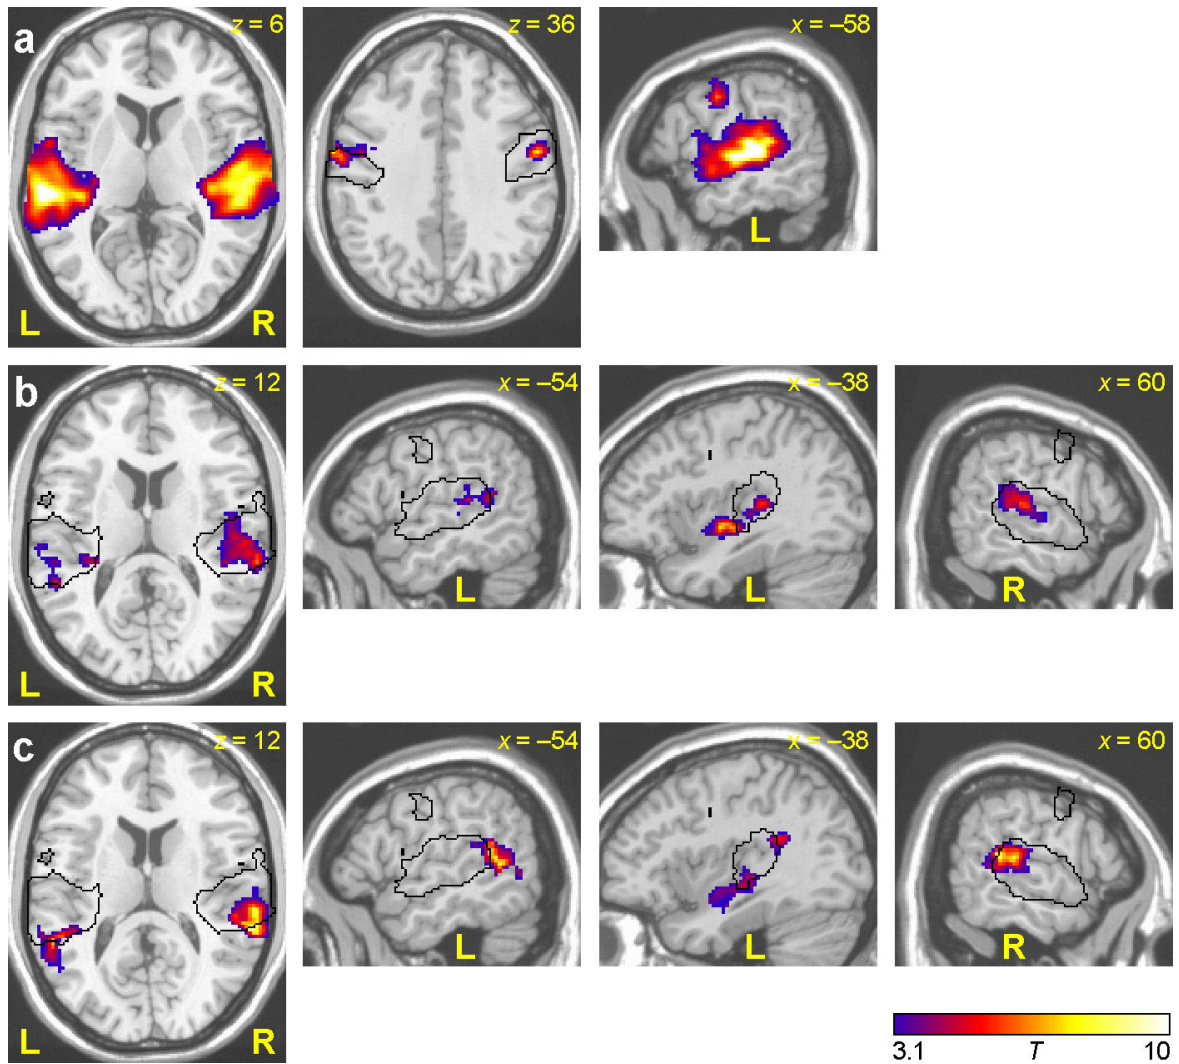 a
z = 6
z = 36
x = –58
L
R
L
b
z = 12
x = –54
x = –38
x = 60
L
R
L
L
R
c
z = 12
x = –54
x = –38
x = 60
L
R
L
L
R
3.1 T 10